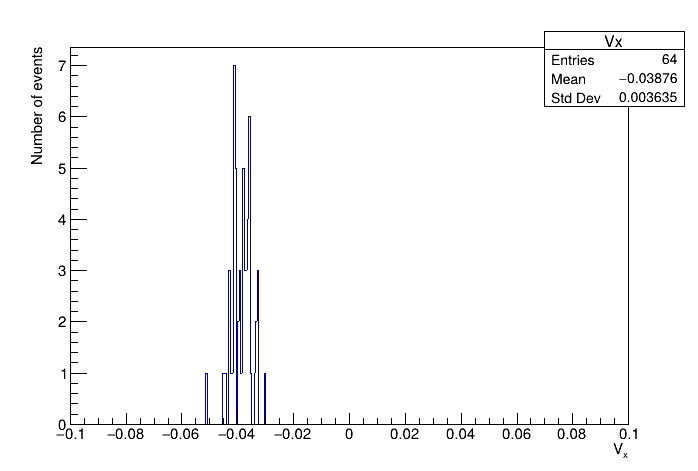 Vx
Entries 64
Mean −0.03876
Std Dev 0.003635
Number of events
7
6
5
4
3
2
1
0
−0.1 −0.08 −0.06 −0.04 −0.02 0 0.02 0.04 0.06 0.08 0.1
Vx